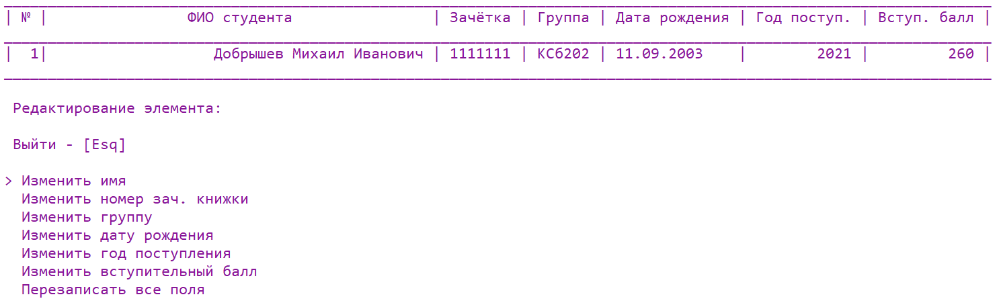 | № | ФИО студента | Зачётка | Группа | Дата рождения | Год поступ. | Вступ. балл |
| 1| Добрышев Михаил Иванович | 1111111 | КСб202 | 11.09.2003 | 2021 | 260 |
Редактирование элемента:
Выйти - [Esq]
> Изменить имя
Изменить номер зач. книжки
Изменить группу
Изменить дату рождения
Изменить год поступления
Изменить вступительный балл
Перезаписать все поля